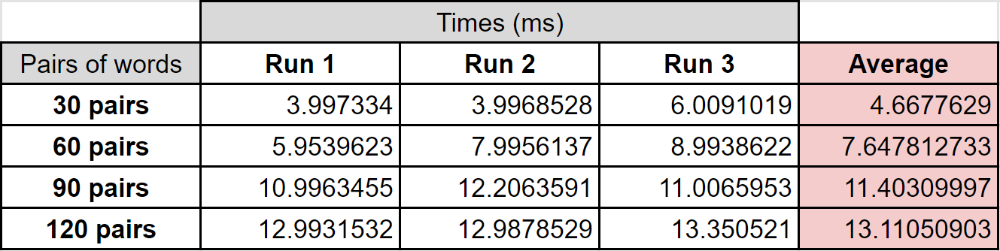 Times (ms)
Pairs of words Run 1 Run 2 Run 3 Average
30 pairs 3.997334 3.9968528 6.0091019 4.6677629
60 pairs 5.9539623 7.9956137 8.9938622 7.647812733
90 pairs 10.9963455 12.2063591 11.0065953 11.40309997
120 pairs 12.9931532 12.9878529 13.350521 13.11050903